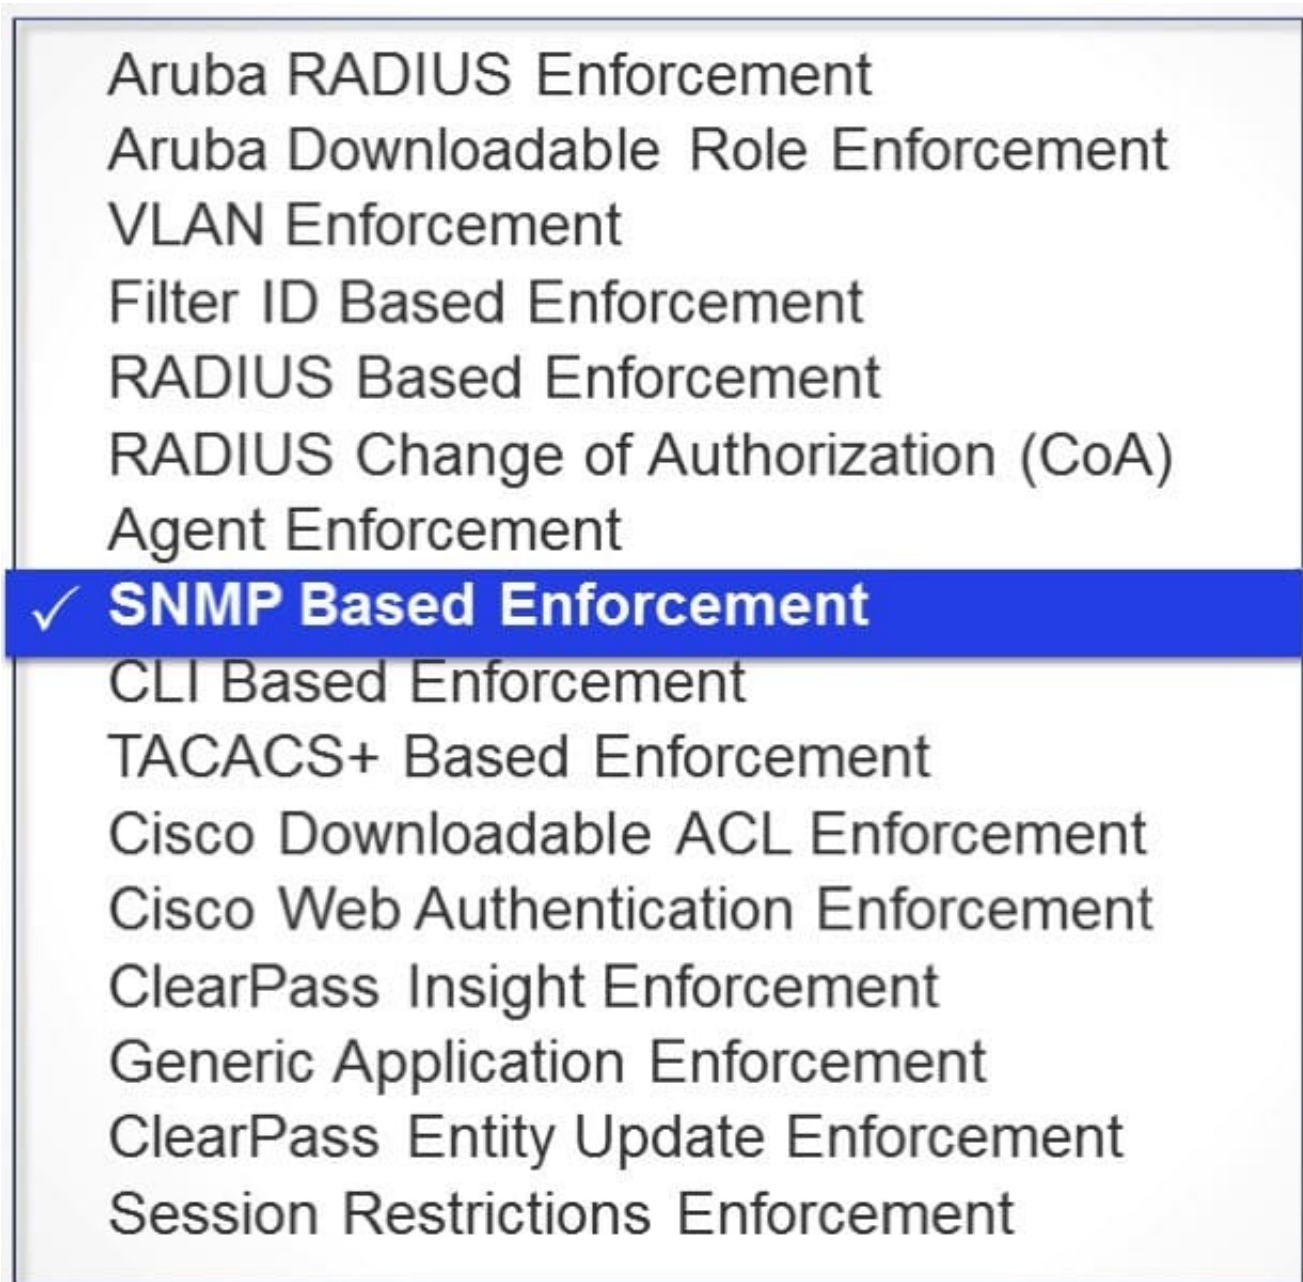 Aruba RADIUS Enforcement
Aruba Downloadable Role Enforcement
VLAN Enforcement
Filter ID Based Enforcement
RADIUS Based Enforcement
RADIUS Change of Authorization (CoA)
Agent Enforcement
✓ SNMP Based Enforcement
CLI Based Enforcement
TACACS+ Based Enforcement
Cisco Downloadable ACL Enforcement
Cisco Web Authentication Enforcement
ClearPass Insight Enforcement
Generic Application Enforcement
ClearPass Entity Update Enforcement
Session Restrictions Enforcement